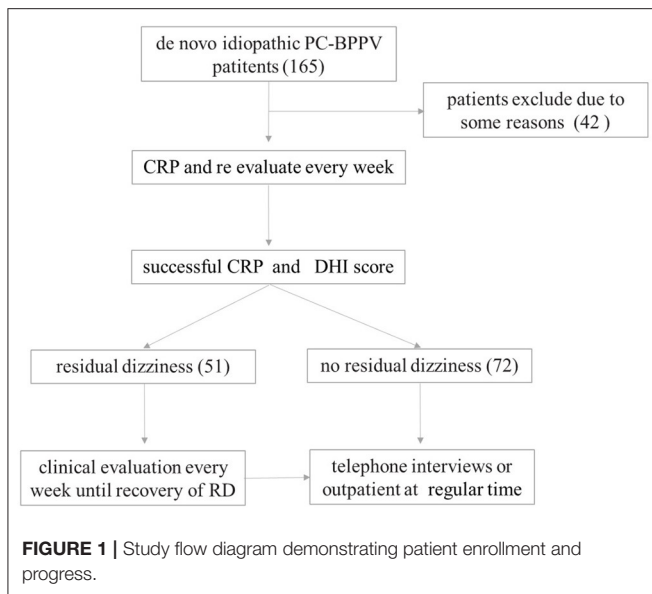 de novo idiopathic PC-BPPV
patitents (165)
patients exclude due to
some reasons (42 )
CRP and re evaluate every week
successful CRP and DHI score
residual dizziness (51)
no residual dizziness (72)
clinical evaluation every
week until recovery of RD
telephone interviews or
outpatient at regular time
FIGURE 1 | Study flow diagram demonstrating patient enrollment and
progress.